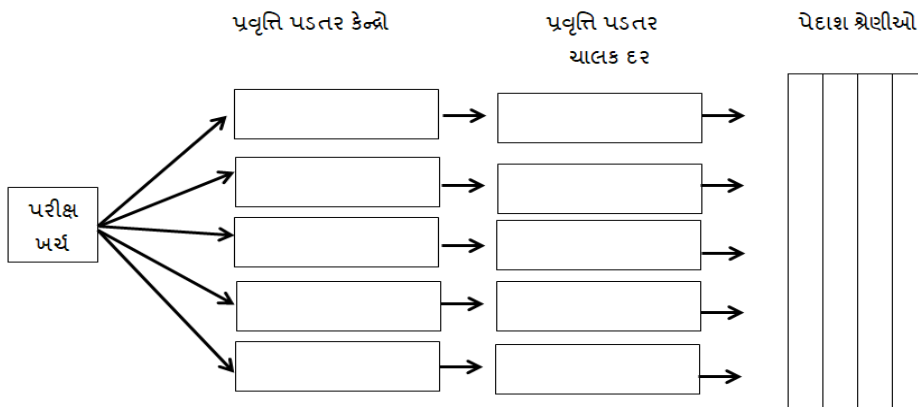 પ્રવૃત્તિ પડતર કેન્દ્રો
પ્રવૃત્તિ પડતર
ચાલક દર
પેદાશ શ્રેણીઓ
પરીક્ષ
ખર્ચ